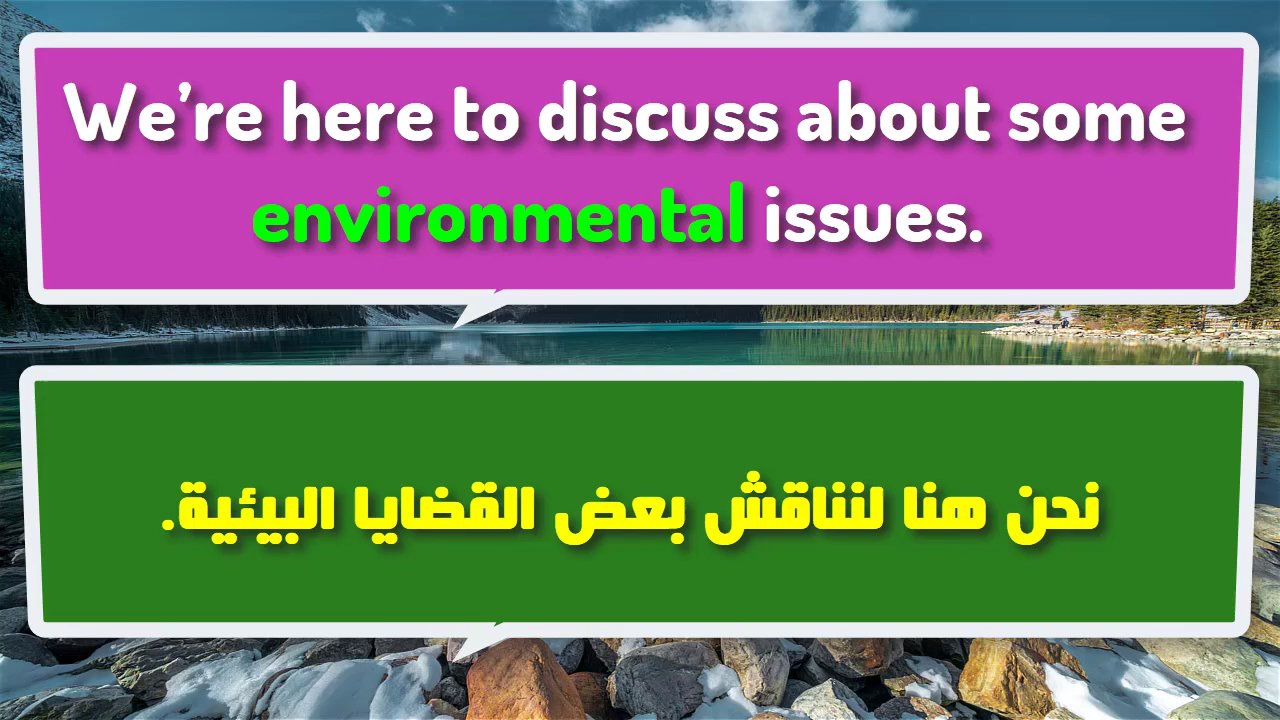 We're here to discuss about some
environmental issues.
نحن هنا لنناقش بعض القضايا البيئية.